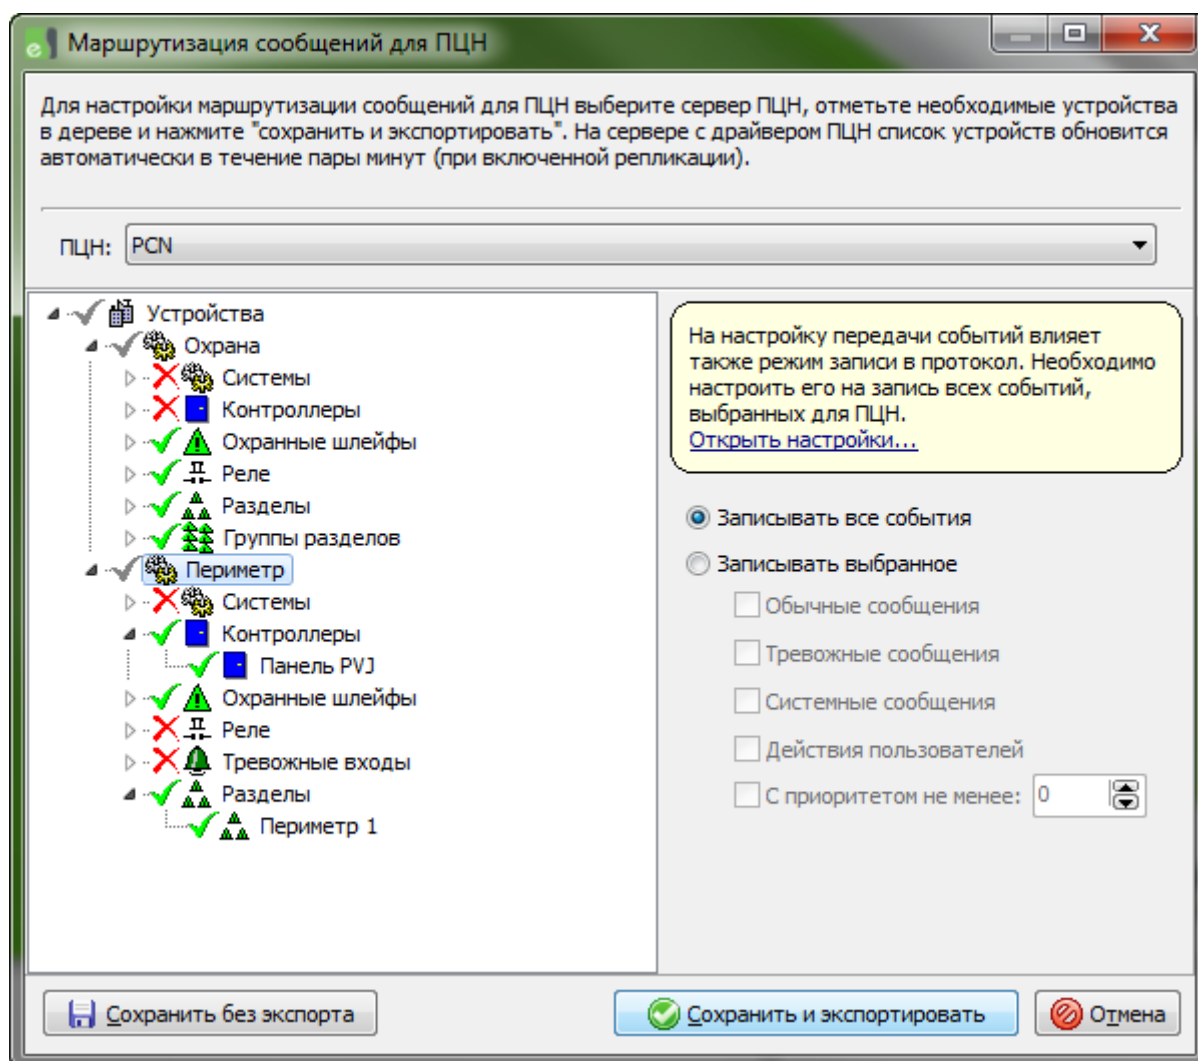 Маршрутизация сообщений для ПЦН
Для настройки маршрутизации сообщений для ПЦН выберите сервер ПЦН, отметьте необходимые устройства
в дереве и нажмите "сохранить и экспортировать". На сервере с драйвером ПЦН список устройств обновится
автоматически в течение пары минут (при включенной репликации).
ПЦН: PCN
Устройства
Охрана
Системы
Контроллеры
Охранные шлейфы
Реле
Разделы
Группы разделов
Периметр
Системы
Контроллеры
Панель PVJ
Охранные шлейфы
Реле
Тревожные входы
Разделы
Периметр 1
На настройку передачи событий влияет
также режим записи в протокол. Необходимо
настроить его на запись всех событий,
выбранных для ПЦН.
Открыть настройки...
Записывать все события
Записывать выбранное
Обычные сообщения
Тревожные сообщения
Системные сообщения
Действия пользователей
С приоритетом не менее: 0
Сохранить без экспорта
Сохранить и экспортировать
Отмена